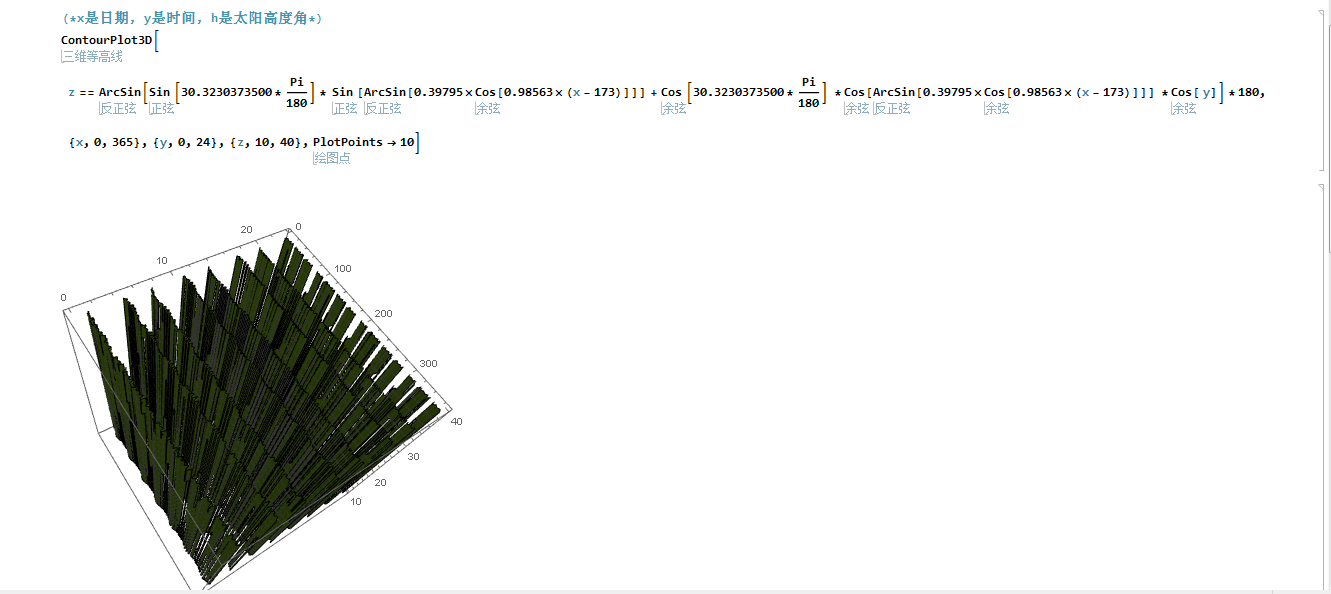 (*x是日期，y是时间，h是太阳高度角*)
ContourPlot3D[
三维等高线
z == ArcSin[Sin[30.3230373500*Pi/180]* Sin [ArcSin[0.39795×Cos[0.98563×(x-173)]]]+Cos[30.3230373500*Pi/180] *Cos[ArcSin[0.39795×Cos[0.98563×(x-173)]]] *Cos[ y]]*180,
反正弦 正弦 正弦 反正弦 余弦 余弦 余弦 反正弦 余弦 余弦
{x, 0, 365}, {y, 0, 24}, {z, 10, 40}, PlotPoints → 10]
绘图点
20 0
10 100
0
200
300
40
30
20
10